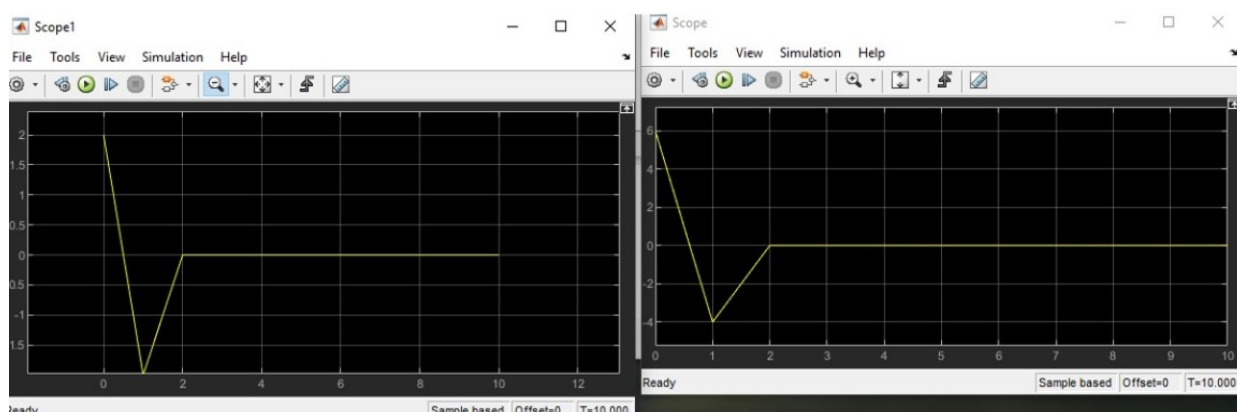 Scope1
File Tools View Simulation Help
2
1.5
1
0.5
0
0.5
-1
1.5
0 2 4 6 8 10 12
Ready Sample based Offset=0 T=10.000
Scope
File Tools View Simulation Help
6
4
2
0
-2
-4
0 1 2 3 4 5 6 7 8 9 10
Ready Sample based Offset=0 T=10.000